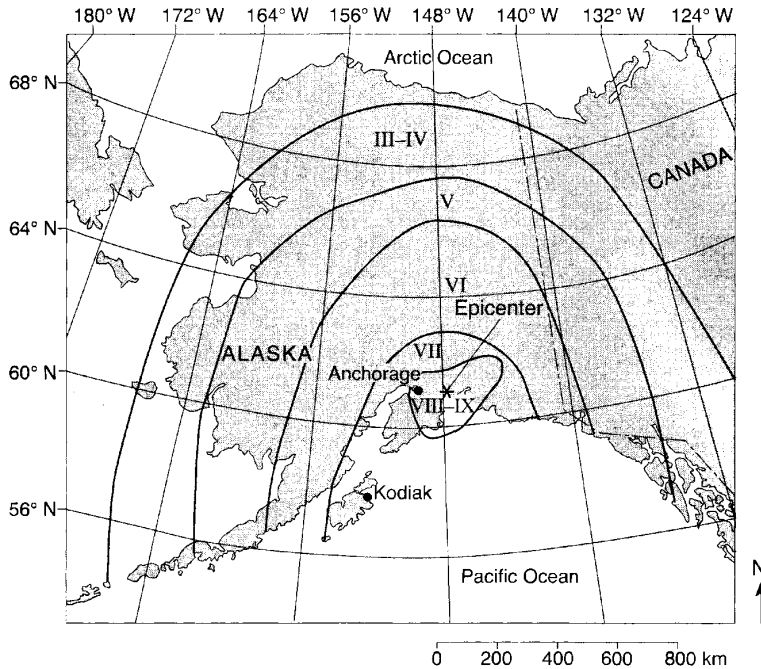 180° W 172° W 164° W 156° W 148° W 140° W 132° W 124° W
Arctic Ocean
68° N
III–IV
CANADA
V
64° N
VI
Epicenter
ALASKA
VII
60° N
Anchorage
VIII–IX
Kodiak
56° N
Pacific Ocean
N
0 200 400 600 800 km